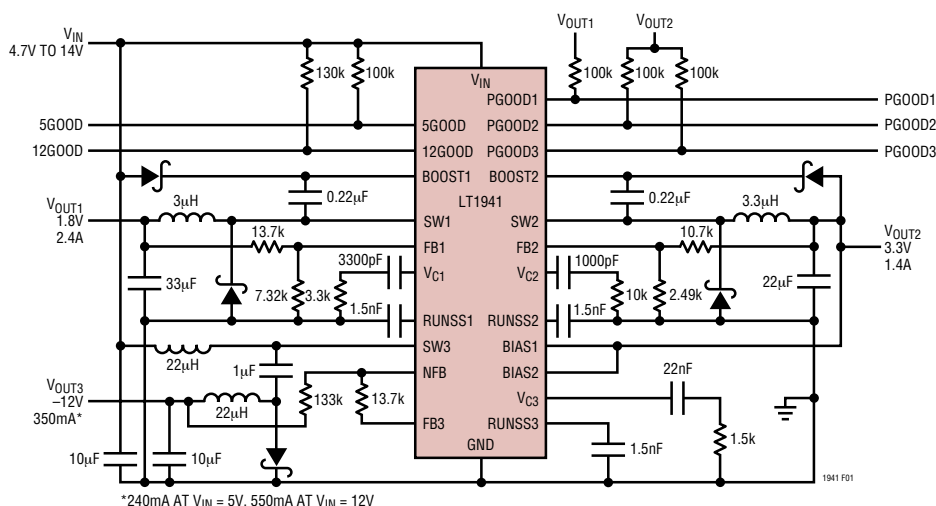 VIN
4.7V TO 14V
VOUT1
VOUT2
130k
100k
100k
100k
100k
VIN
PGOOD1
PGOOD1
5GOOD
5GOOD
PGOOD2
PGOOD2
12GOOD
12GOOD
PGOOD3
PGOOD3
BOOST1
BOOST2
LT1941
0.22µF
0.22µF
VOUT1
1.8V
2.4A
3µH
SW1
SW2
3.3µH
VOUT2
3.3V
1.4A
13.7k
FB1
FB2
10.7k
3300pF
VC1
VC2
1000pF
33µF
7.32k
3.3k
10k
2.49k
22µF
1.5nF
RUNSS1
RUNSS2
1.5nF
22µH
SW3
BIAS1
1µF
NFB
BIAS2
22nF
VOUT3
–12V
350mA*
22µH
133k
13.7k
VC3
FB3
RUNSS3
1.5k
GND
1.5nF
10µF
10µF
1941 F01
*240mA AT VIN = 5V, 550mA AT VIN = 12V